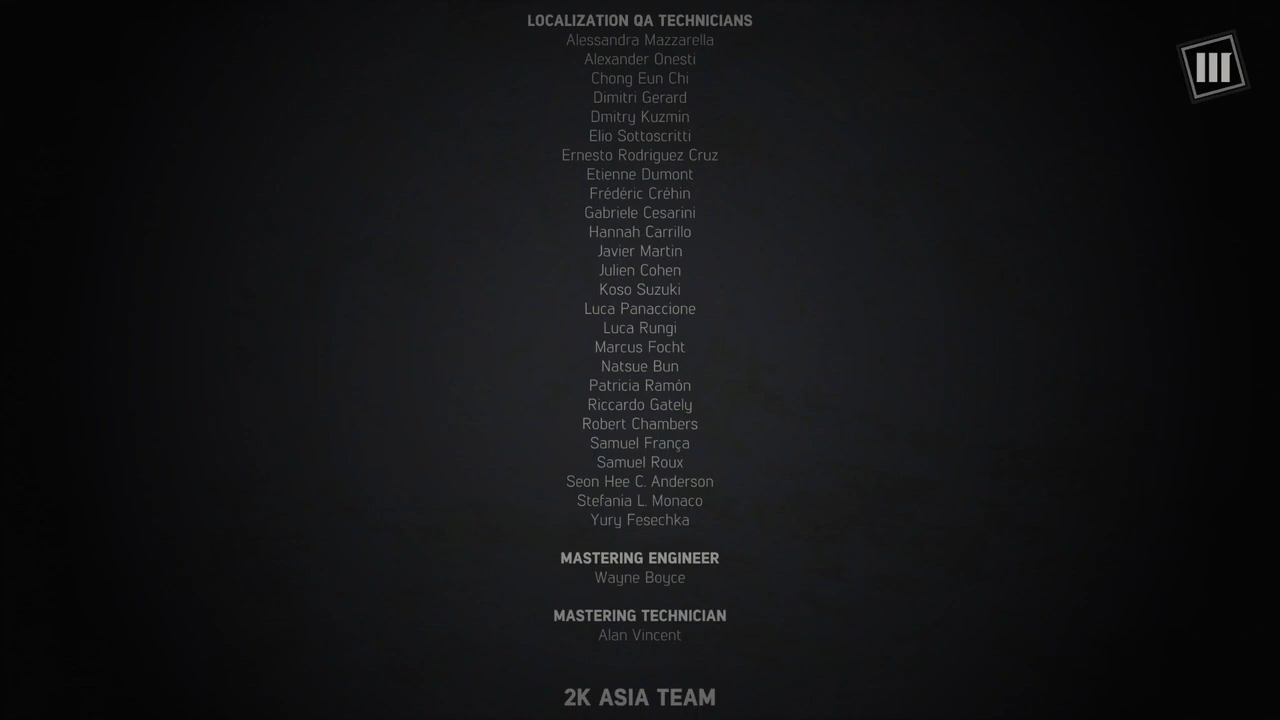 LOCALIZATION QA TECHNICIANS
Alessandra Mazzarella
Alexander Onesti
Chong Eun Chi
Dimitri Gerard
Dmitry Kuzmin
Elio Sottoscritti
Ernesto Rodriguez Cruz
Etienne Dumont
Frédéric Créhin
Gabriele Cesarini
Hannah Carrillo
Javier Martin
Julien Cohen
Koso Suzuki
Luca Panaccione
Luca Rungi
Marcus Focht
Natsue Bun
Patricia Ramón
Riccardo Gately
Robert Chambers
Samuel França
Samuel Roux
Seon Hee C. Anderson
Stefania L. Monaco
Yury Fesechka
MASTERING ENGINEER
Wayne Boyce
MASTERING TECHNICIAN
Alan Vincent
2K ASIA TEAM
III